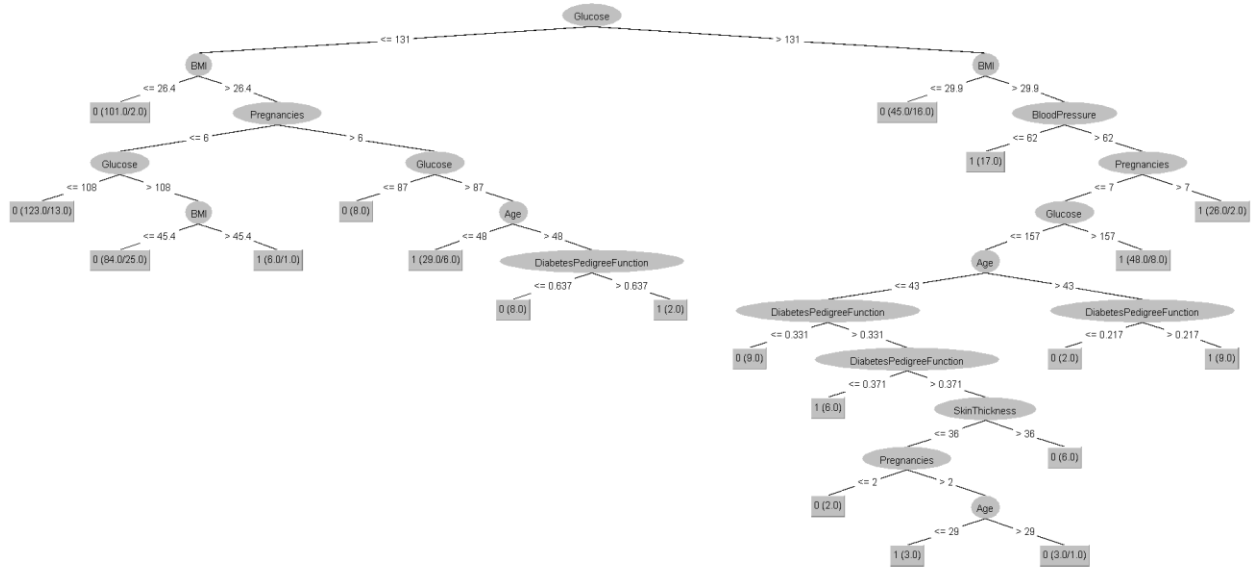 Glucose
<= 131 > 131
BMI BMI
<= 26.4 > 26.4 <= 29.9 > 29.9
0 (101.0/2.0) Pregnancies 0 (45.0/16.0) BloodPressure
<= 6 > 6 <= 62 > 62
Glucose Glucose 1 (17.0) Pregnancies
<= 108 > 108 <= 87 > 87 <= 7 > 7
0 (123.0/13.0) BMI 0 (8.0) Age Glucose 1 (26.0/2.0)
<= 45.4 > 45.4 <= 48 > 48 <= 157 > 157
0 (84.0/25.0) 1 (6.0/1.0) 1 (29.0/6.0) DiabetesPedigreeFunction Age 1 (48.0/8.0)
<= 0.637 > 0.637 <= 43 > 43
0 (8.0) 1 (2.0) DiabetesPedigreeFunction DiabetesPedigreeFunction
<= 0.331 > 0.331 <= 0.217 > 0.217
0 (9.0) DiabetesPedigreeFunction 0 (2.0) 1 (9.0)
<= 0.371 > 0.371
1 (6.0) SkinThickness
<= 36 > 36
Pregnancies 0 (6.0)
<= 2 > 2
0 (2.0) Age
<= 29 > 29
1 (3.0) 0 (3.0/1.0)